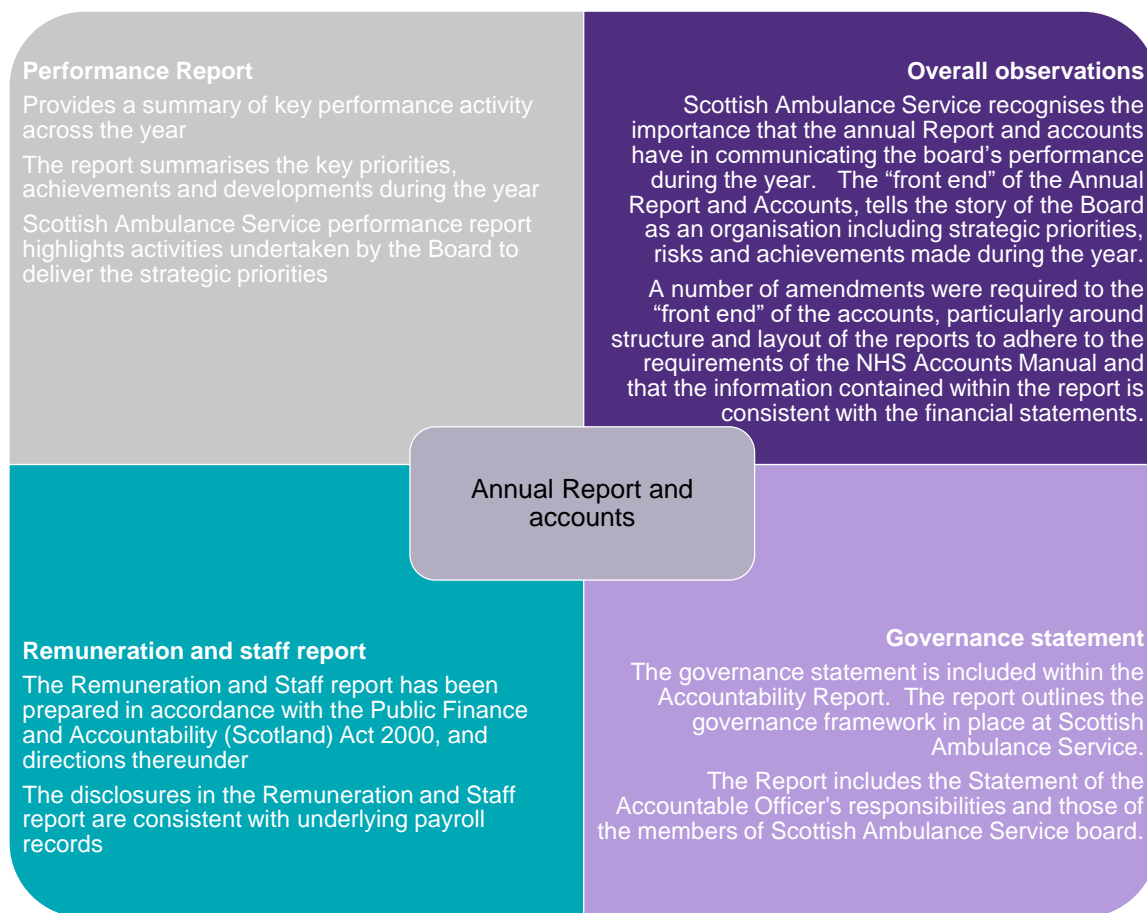 Performance Report
Provides a summary of key performance activity
across the year
The report summarises the key priorities,
achievements and developments during the year
Scottish Ambulance Service performance report
highlights activities undertaken by the Board to
deliver the strategic priorities
Overall observations
Scottish Ambulance Service recognises the
importance that the annual Report and accounts
have in communicating the board’s performance
during the year. The “front end” of the Annual
Report and Accounts, tells the story of the Board
as an organisation including strategic priorities,
risks and achievements made during the year.
A number of amendments were required to the
“front end” of the accounts, particularly around
structure and layout of the reports to adhere to the
requirements of the NHS Accounts Manual and
that the information contained within the report is
consistent with the financial statements.
Annual Report and
accounts
Remuneration and staff report
The Remuneration and Staff report has been
prepared in accordance with the Public Finance
and Accountability (Scotland) Act 2000, and
directions thereunder
The disclosures in the Remuneration and Staff
report are consistent with underlying payroll
records
Governance statement
The governance statement is included within the
Accountability Report. The report outlines the
governance framework in place at Scottish
Ambulance Service.
The Report includes the Statement of the
Accountable Officer's responsibilities and those of
the members of Scottish Ambulance Service board.